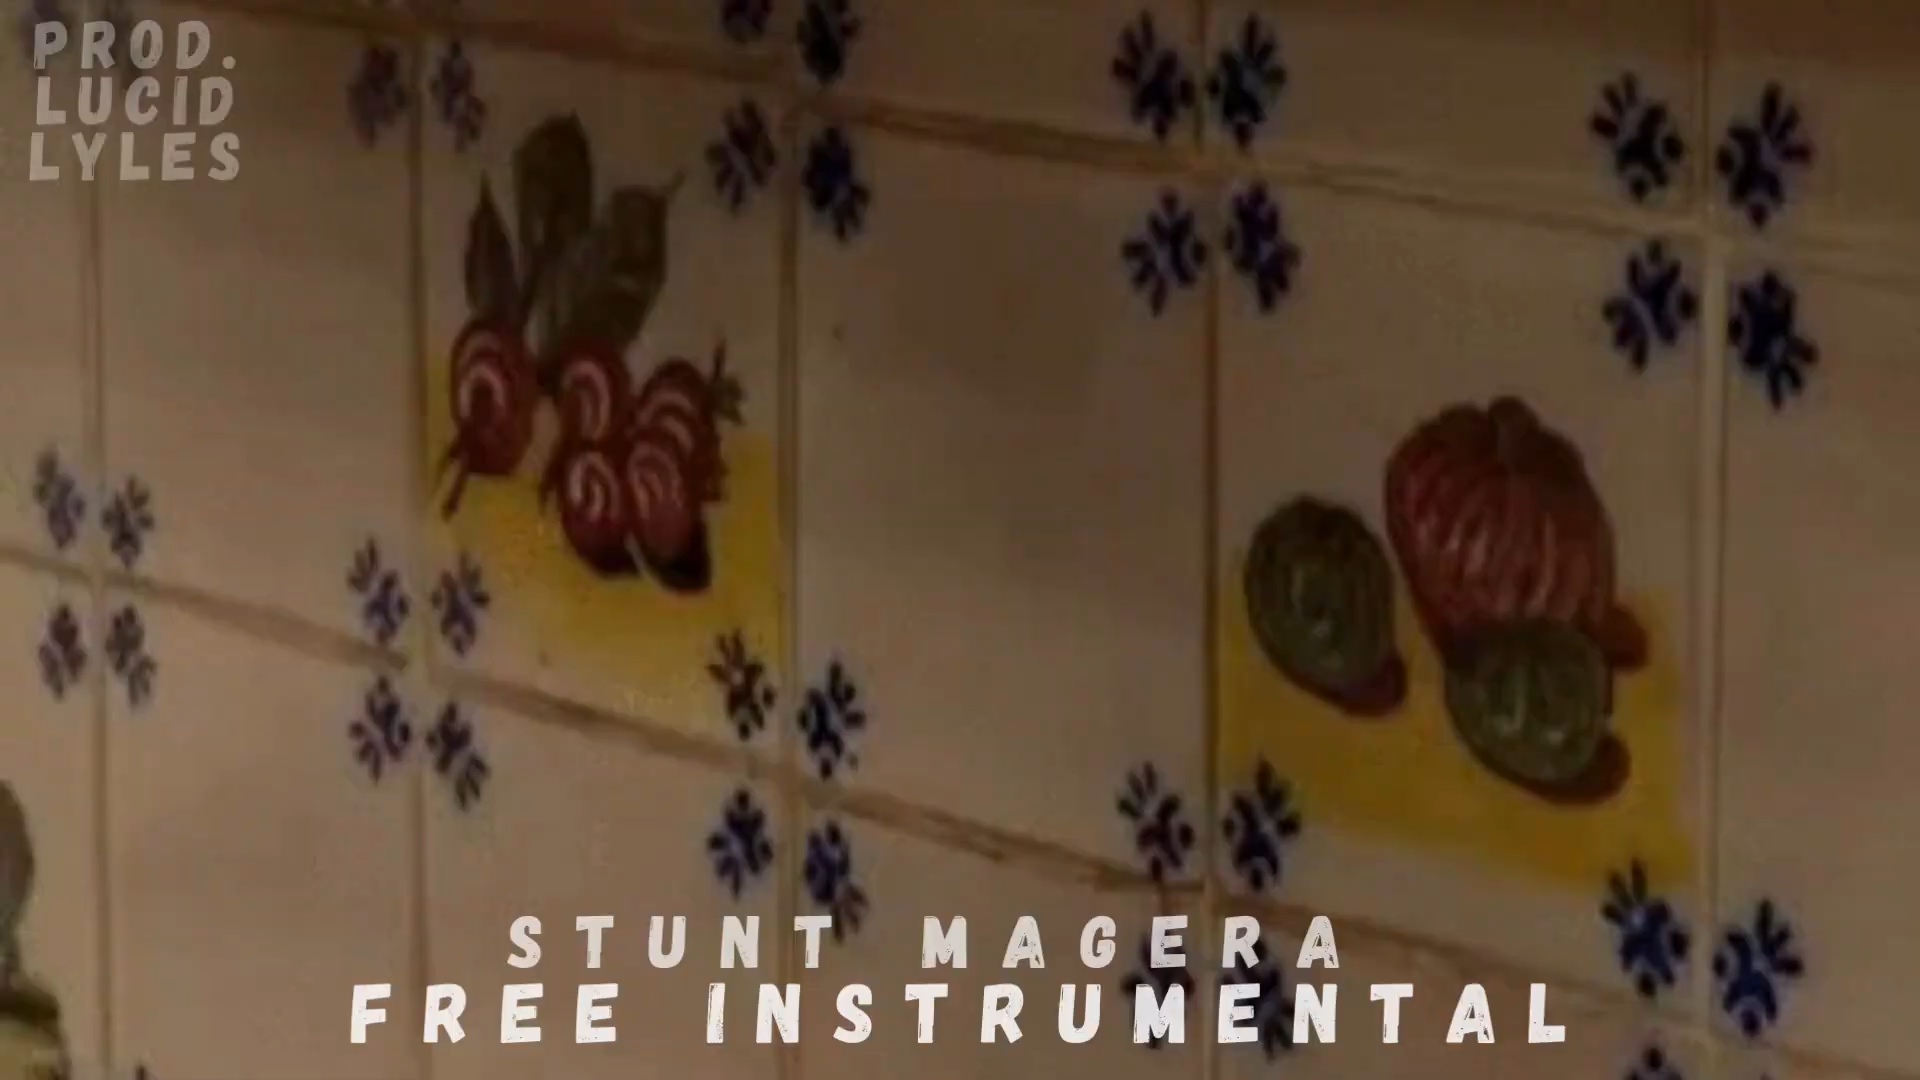 PROD.
LUCID
LYLES
STUNT MAGERA
FREE INSTRUMENTAL